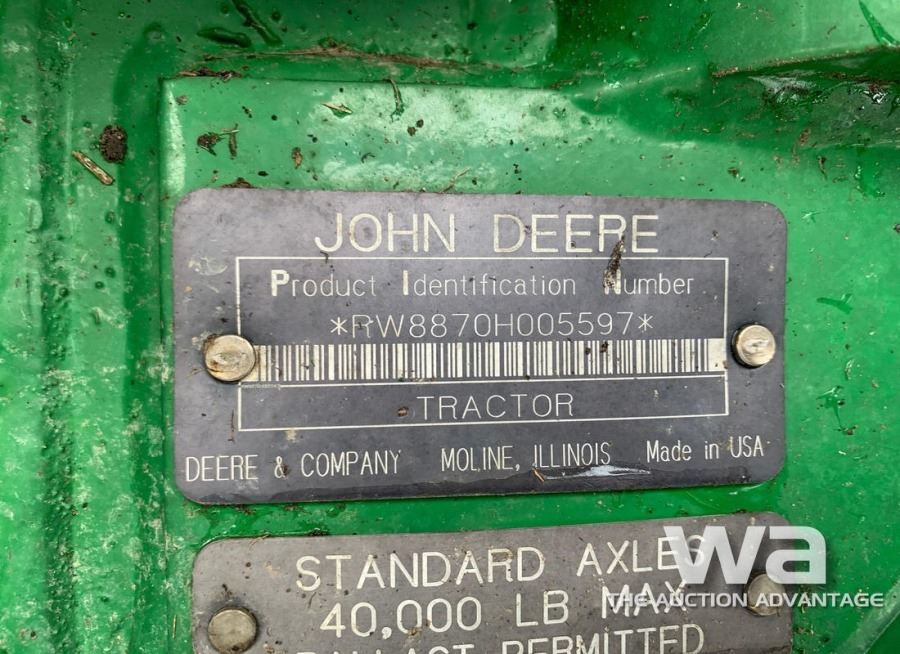 JOHN DEERE
Product Identification Number
*RW8870H005597*
TRACTOR
DEERE & COMPANY MOLINE, ILLINOIS Made in USA
STANDARD AXLES
40,000 LB MAX
BALLAST PERMITTED
wa
THE AUCTION ADVANTAGE